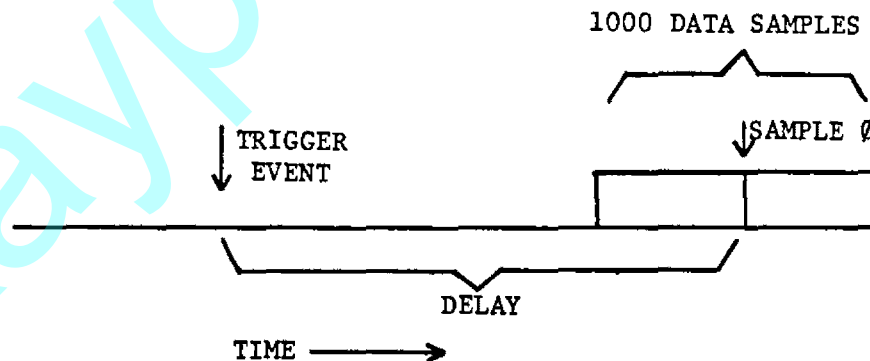 1000 DATA SAMPLES
SAMPLE Ø
TRIGGER
EVENT
DELAY
TIME